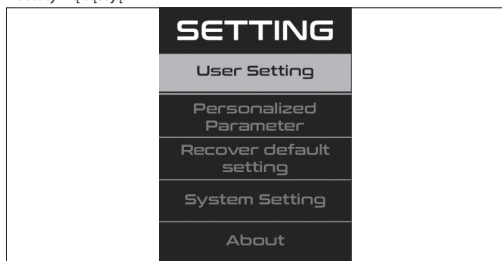 SETTING
User Setting
Personalized
Parameter
Recover default
setting
System Setting
About